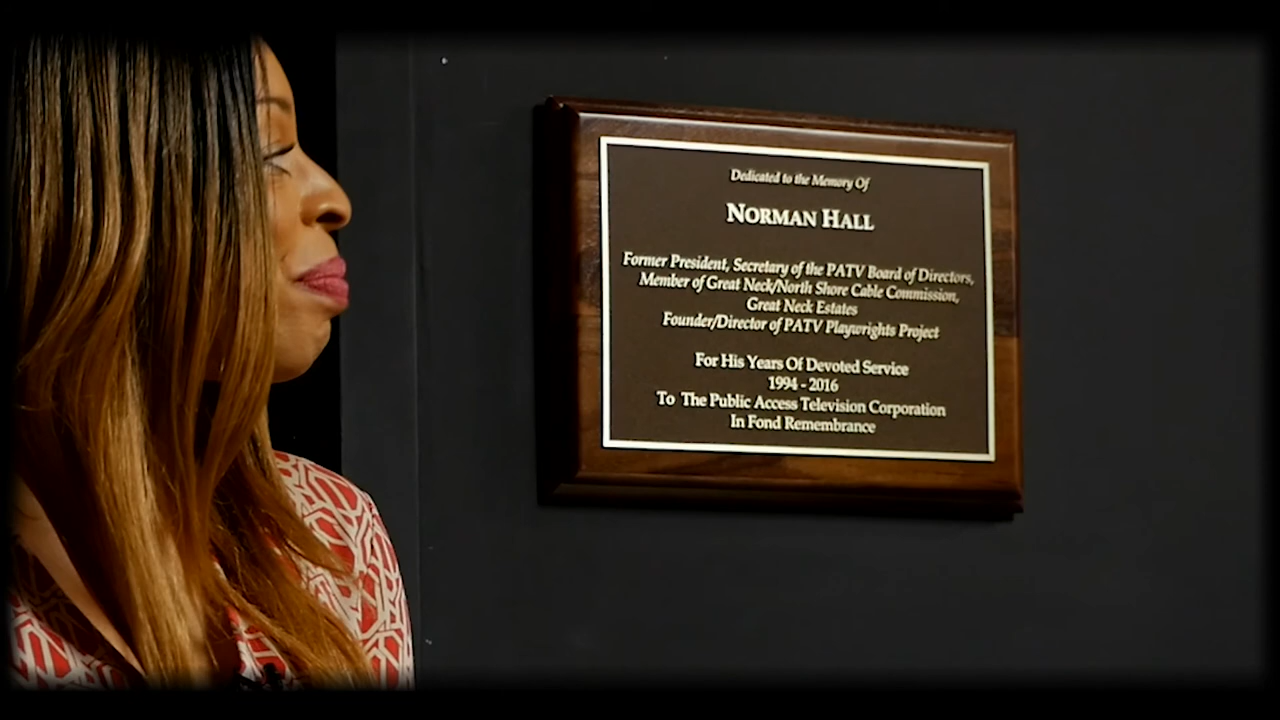 Dedicated to the Memory Of
NORMAN HALL
Former President, Secretary of the PATV Board of Directors,
Member of Great Neck/North Shore Cable Commission,
Great Neck Estates
Founder/Director of PATV Playwrights Project
For His Years Of Devoted Service
1994 - 2016
To The Public Access Television Corporation
In Fond Remembrance